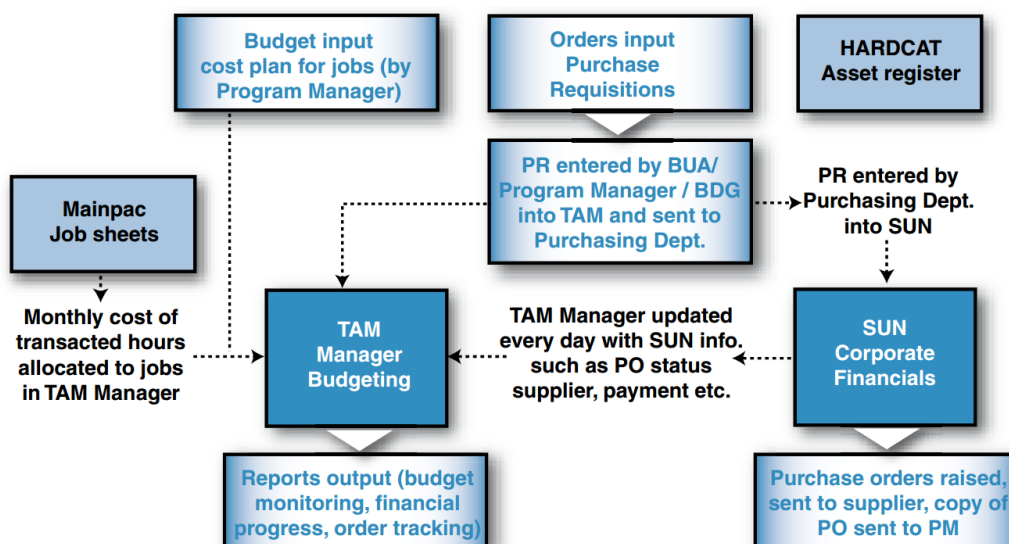 Budget input
cost plan for jobs (by
Program Manager)
Orders input
Purchase
Requisitions
HARDCAT
Asset register
Mainpac
Job sheets
PR entered by BUA/
Program Manager / BDG
into TAM and sent to
Purchasing Dept.
PR entered by
Purchasing Dept.
into SUN
Monthly cost of
transacted hours
allocated to jobs
in TAM Manager
TAM
Manager
Budgeting
TAM Manager updated
every day with SUN info.
such as PO status
supplier, payment etc.
SUN
Corporate
Financials
Reports output (budget
monitoring, financial
progress, order tracking)
Purchase orders raised,
sent to supplier, copy of
PO sent to PM